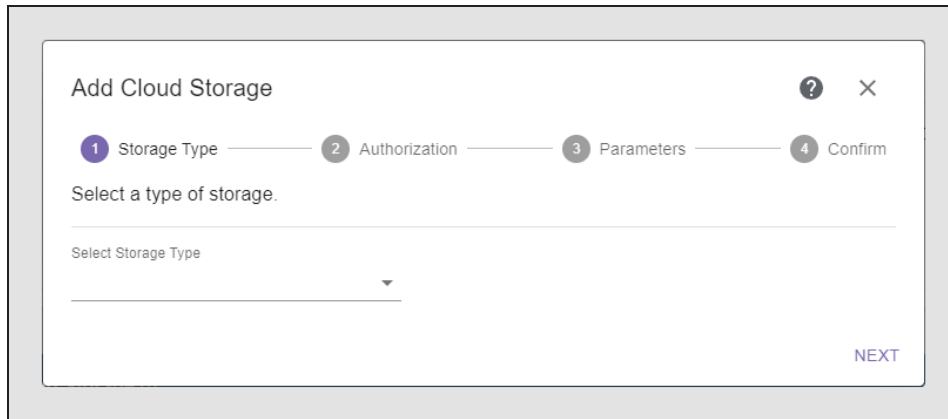 Add Cloud Storage ?
1 Storage Type 2 Authorization 3 Parameters 4 Confirm
Select a type of storage.
Select Storage Type
NEXT